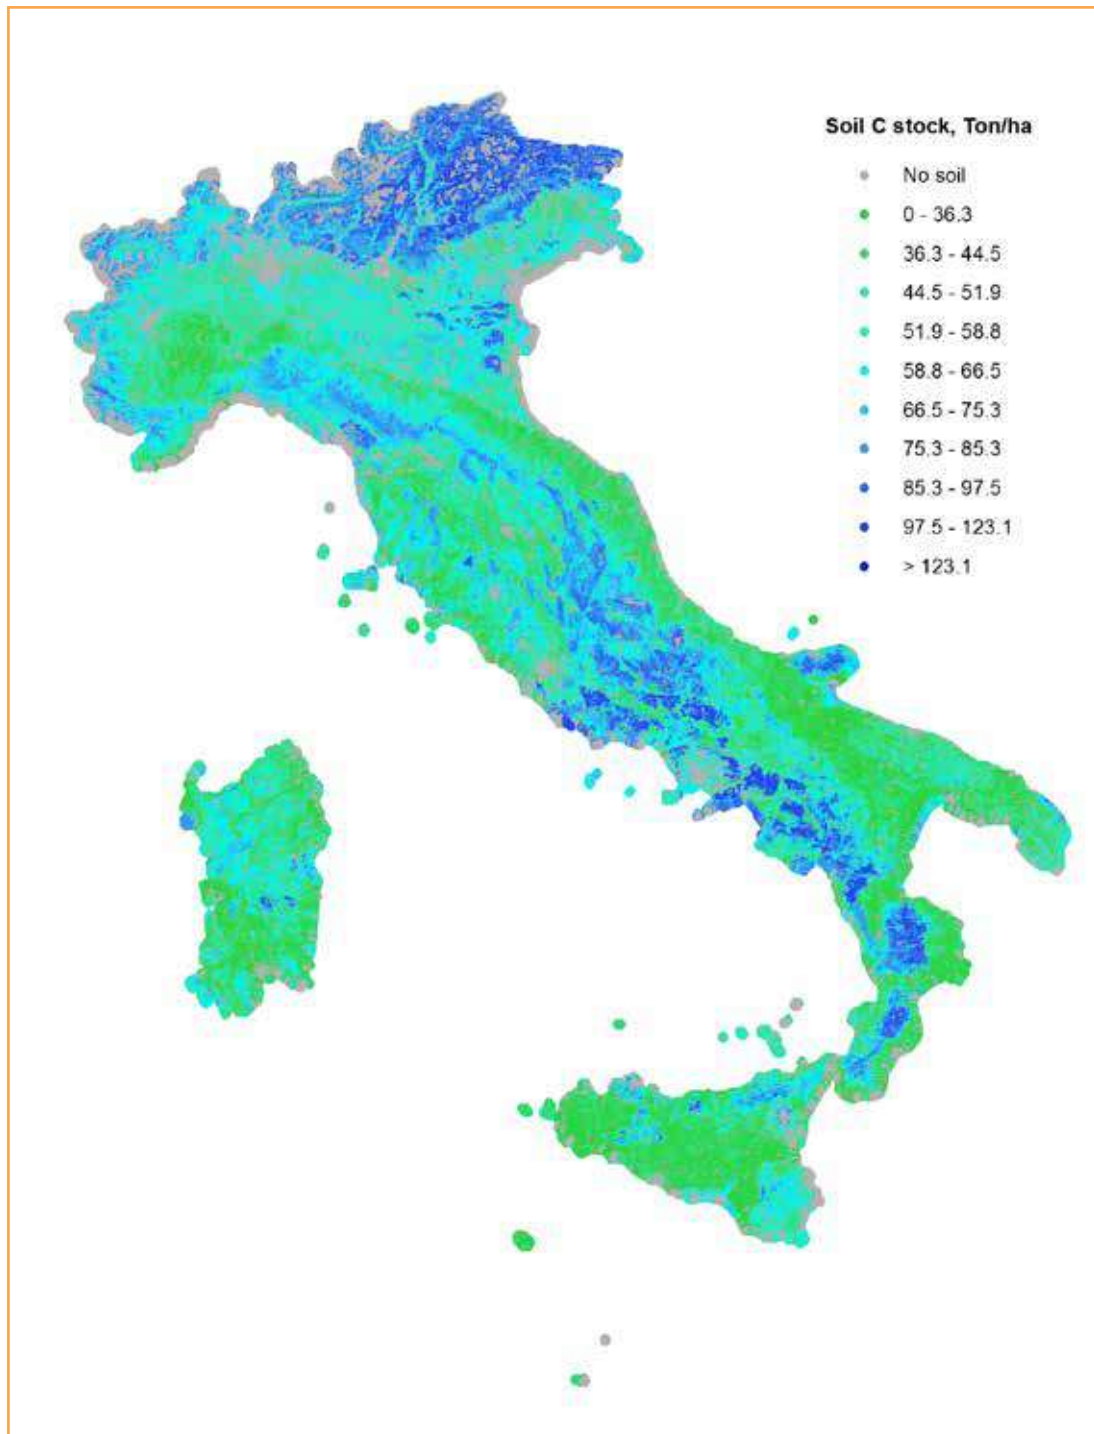 Soil C stock, Ton/ha
No soil
0 - 36.3
36.3 - 44.5
44.5 - 51.9
51.9 - 58.8
58.8 - 66.5
66.5 - 75.3
75.3 - 85.3
85.3 - 97.5
97.5 - 123.1
> 123.1